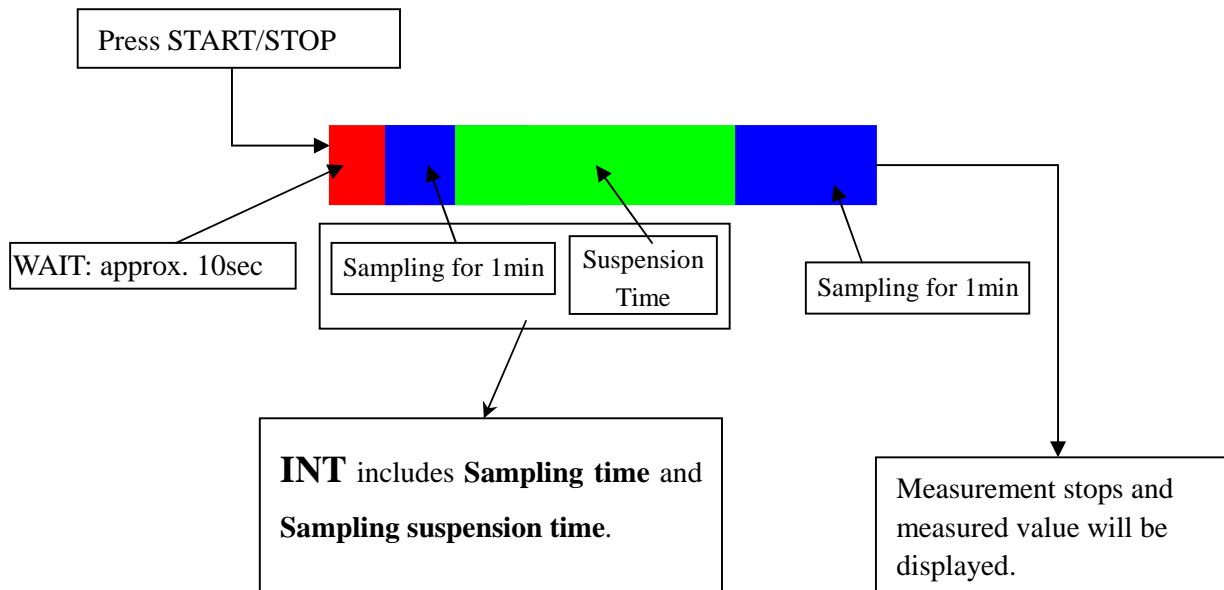 Press START/STOP
WAIT: approx. 10sec
Sampling for 1min
Suspension
Time
Sampling for 1min
INT includes Sampling time and
Sampling suspension time.
Measurement stops and
measured value will be
displayed.